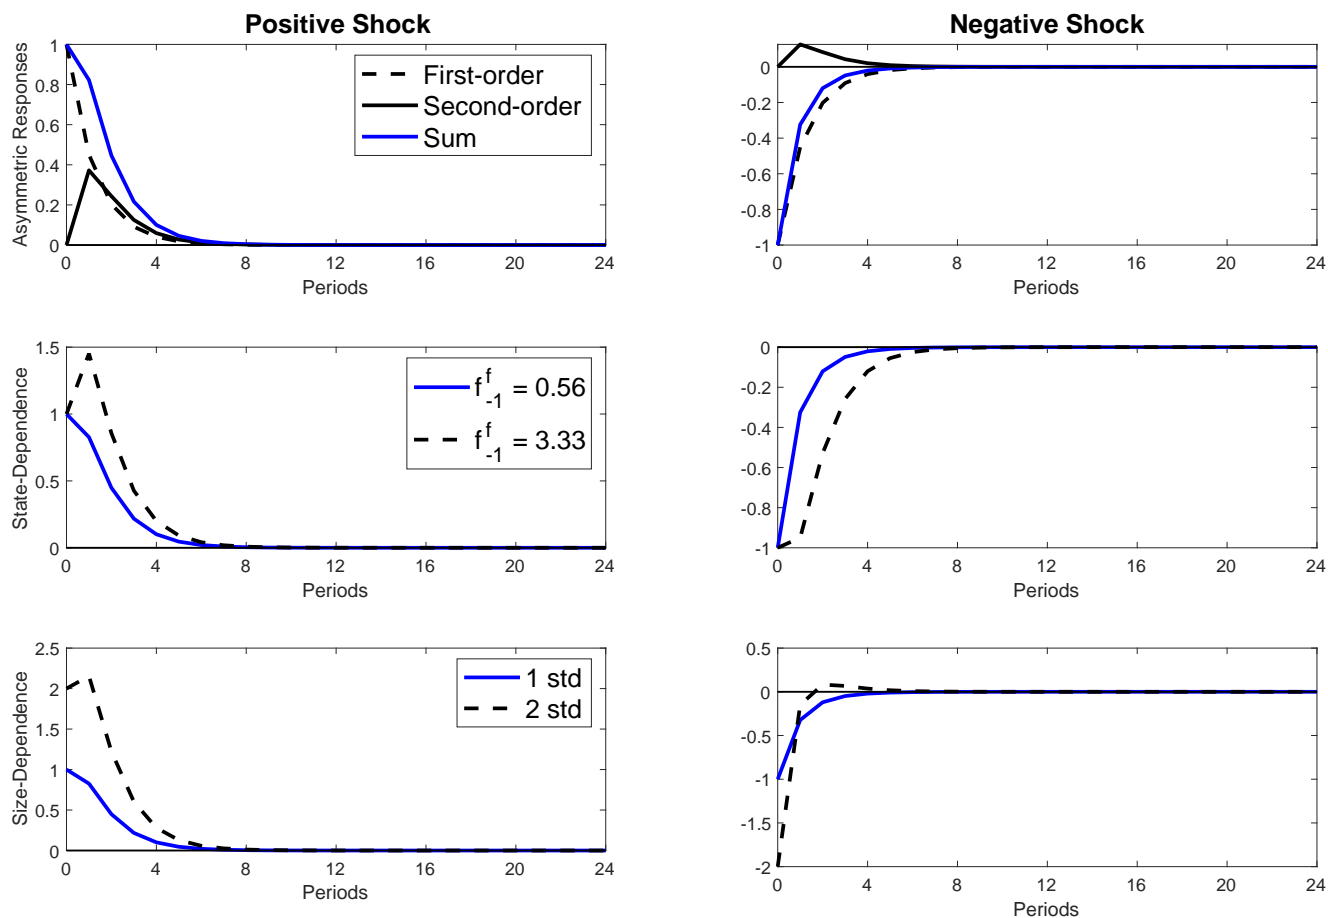 Positive Shock
Negative Shock
Asymmetric Responses
1
0.8
0.6
0.4
0.2
0
First-order
Second-order
Sum
0 4 8 12 16 20 24
Periods
0
-0.2
-0.4
-0.6
-0.8
-1
0 4 8 12 16 20 24
Periods
State-Dependence
1.5
1
0.5
0
f^f_-1 = 0.56
f^f_-1 = 3.33
0 4 8 12 16 20 24
Periods
0
-0.2
-0.4
-0.6
-0.8
-1
0 4 8 12 16 20 24
Periods
Size-Dependence
2.5
2
1.5
1
0.5
0
1 std
2 std
0 4 8 12 16 20 24
Periods
0.5
0
-0.5
-1
-1.5
-2
0 4 8 12 16 20 24
Periods